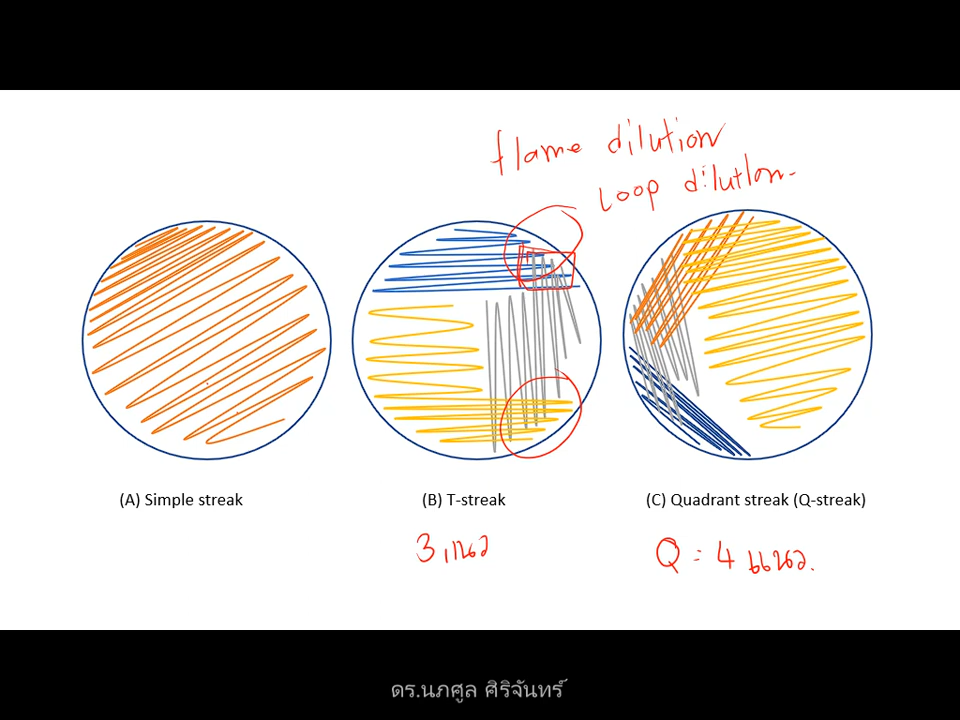 flame dilution
loop dilution.
(A) Simple streak
(B) T-streak
(C) Quadrant streak (Q-streak)
3 แนว
Q = 4 แนว.
ดร.นภศูล ศิริจันทร์